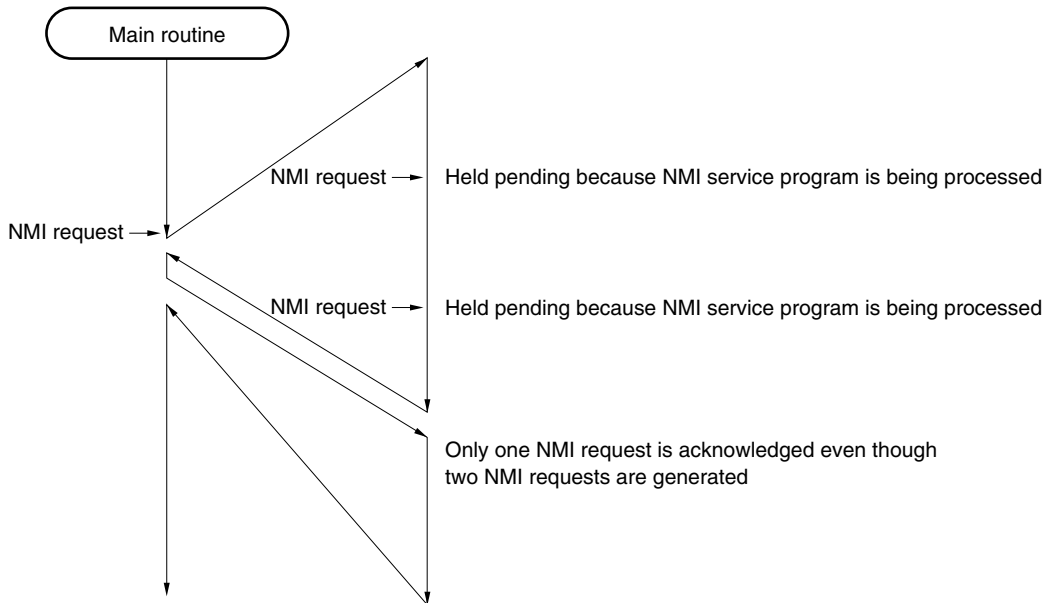 Main routine
NMI request
Held pending because NMI service program is being processed
NMI request
NMI request
Held pending because NMI service program is being processed
Only one NMI request is acknowledged even though
two NMI requests are generated